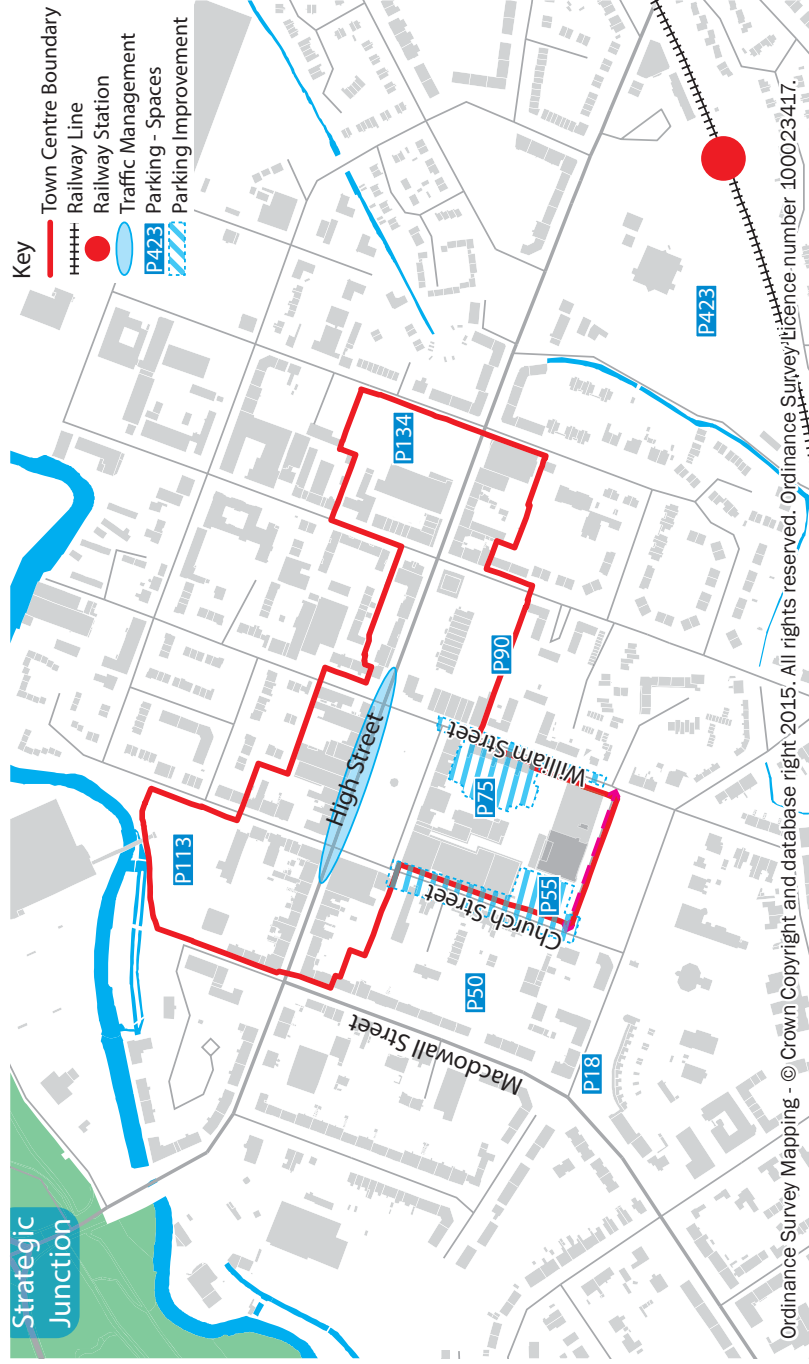 Strategic
Junction
Key
Town Centre Boundary
Railway Line
Railway Station
Traffic Management
P423 Parking - Spaces
Parking Improvement
P113
High Street
P134
P90
William Street
P75
Church Street
P55
P50
Macdowall Street
P18
P423
Ordinance Survey Mapping - © Crown Copyright and database right 2015. All rights reserved. Ordinance Survey Licence number 100023417.